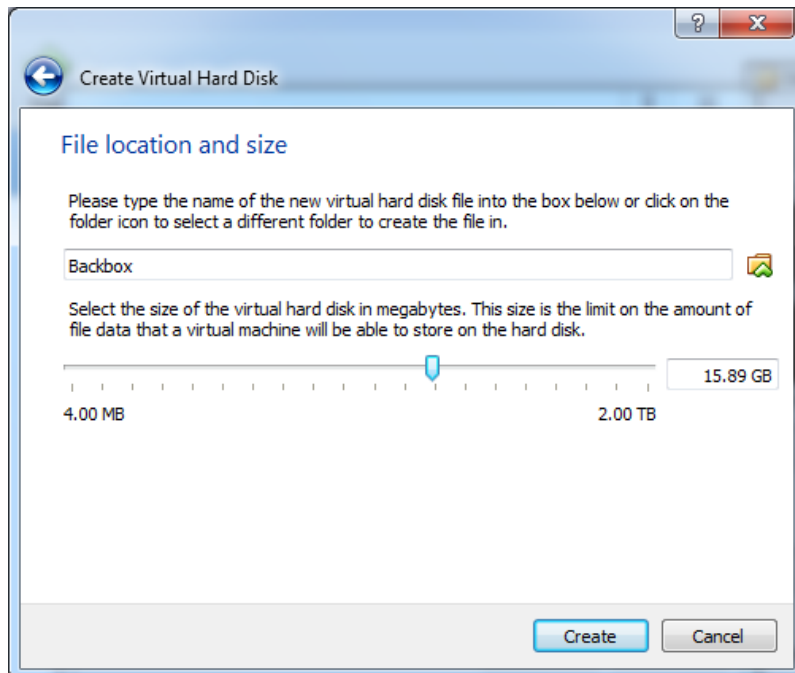 ?
X
Create Virtual Hard Disk
File location and size
Please type the name of the new virtual hard disk file into the box below or click on the
folder icon to select a different folder to create the file in.
Backbox
Select the size of the virtual hard disk in megabytes. This size is the limit on the amount of
file data that a virtual machine will be able to store on the hard disk.
15.89 GB
4.00 MB 2.00 TB
Create Cancel